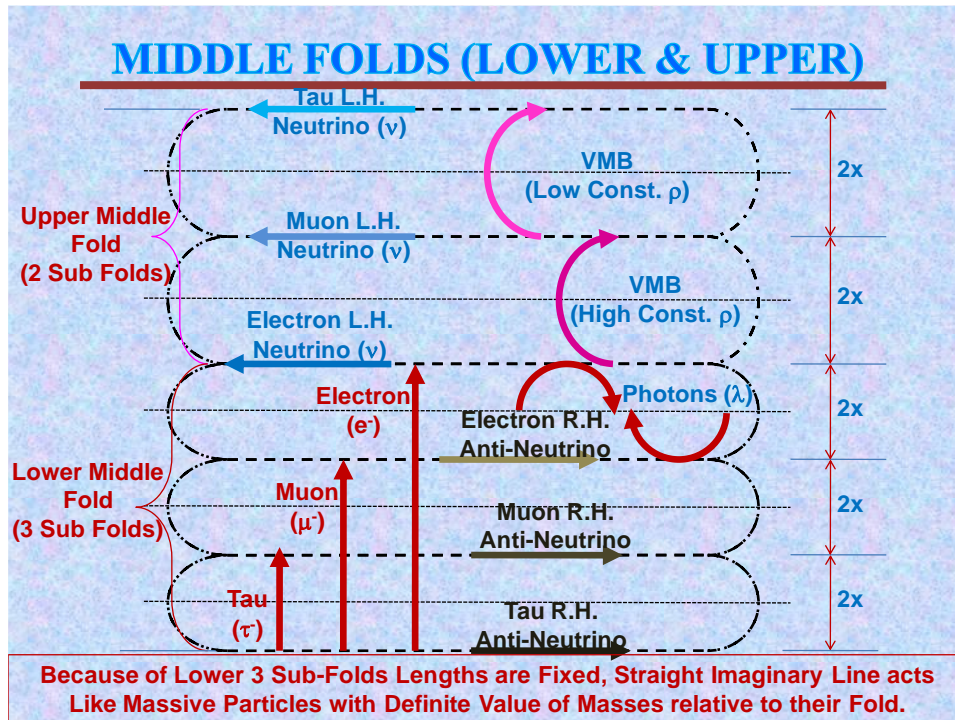 MIDDLE FOLDS (LOWER & UPPER)
Tau L.H.
Neutrino (ν)
VMB
(Low Const. ρ)
2x
Upper Middle
Fold
(2 Sub Folds)
Muon L.H.
Neutrino (ν)
VMB
(High Const. ρ)
2x
Electron L.H.
Neutrino (ν)
Electron
(e-)
Photons (λ)
2x
Electron R.H.
Anti-Neutrino
Lower Middle
Fold
(3 Sub Folds)
Muon
(μ-)
Muon R.H.
Anti-Neutrino
2x
Tau
(τ-)
Tau R.H.
Anti-Neutrino
2x
Because of Lower 3 Sub-Folds Lengths are Fixed, Straight Imaginary Line acts
Like Massive Particles with Definite Value of Masses relative to their Fold.